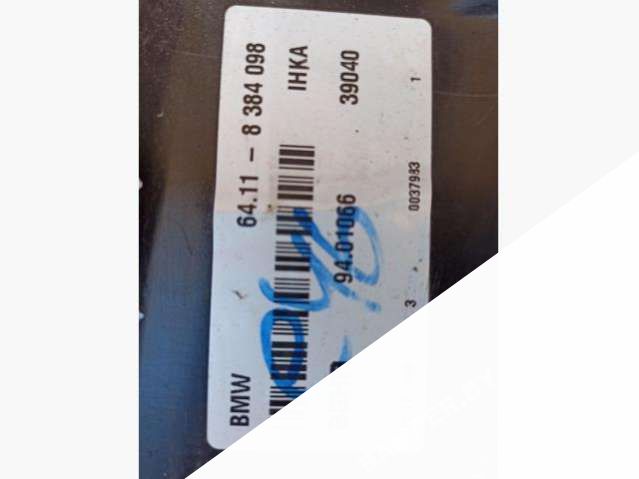 BMW 64.11 – 8 384 098
IHKA
94.01066 39040
3 0037983 1